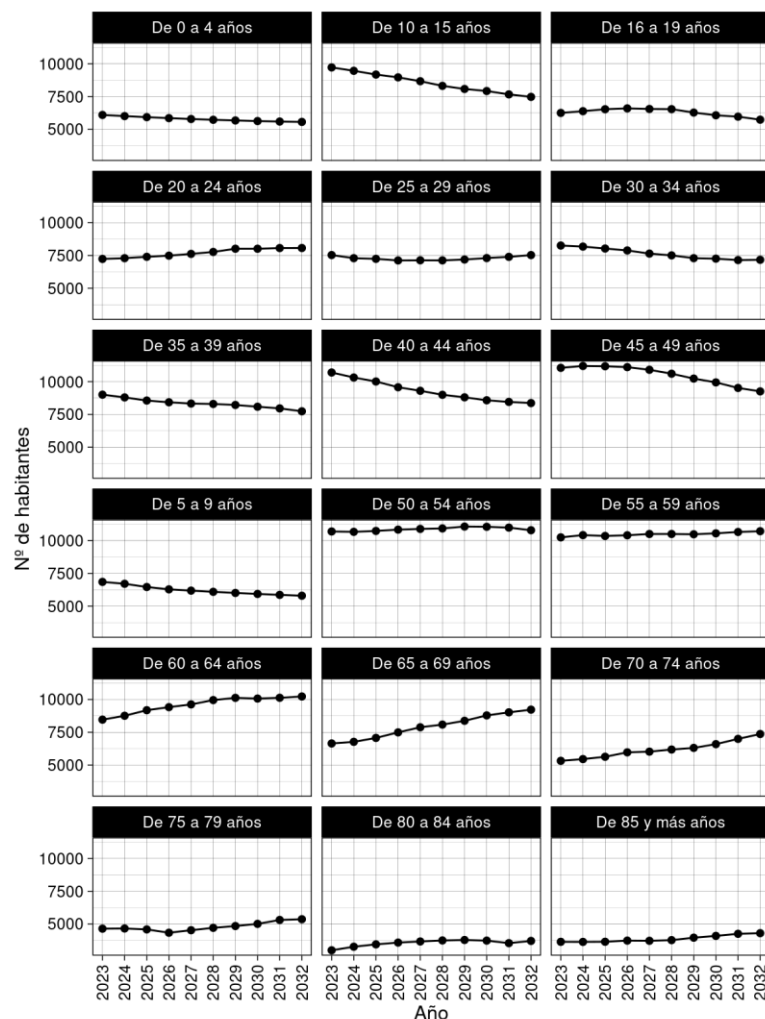 De 0 a 4 años
De 10 a 15 años
De 16 a 19 años
10000
7500
5000
De 20 a 24 años
De 25 a 29 años
De 30 a 34 años
10000
7500
5000
De 35 a 39 años
De 40 a 44 años
De 45 a 49 años
10000
7500
5000
Nº de habitantes
De 5 a 9 años
De 50 a 54 años
De 55 a 59 años
10000
7500
5000
De 60 a 64 años
De 65 a 69 años
De 70 a 74 años
10000
7500
5000
De 75 a 79 años
De 80 a 84 años
De 85 y más años
10000
7500
5000
2023 2024 2025 2026 2027 2028 2029 2030 2031 2032
2023 2024 2025 2026 2027 2028 2029 2030 2031 2032
2023 2024 2025 2026 2027 2028 2029 2030 2031 2032
Año